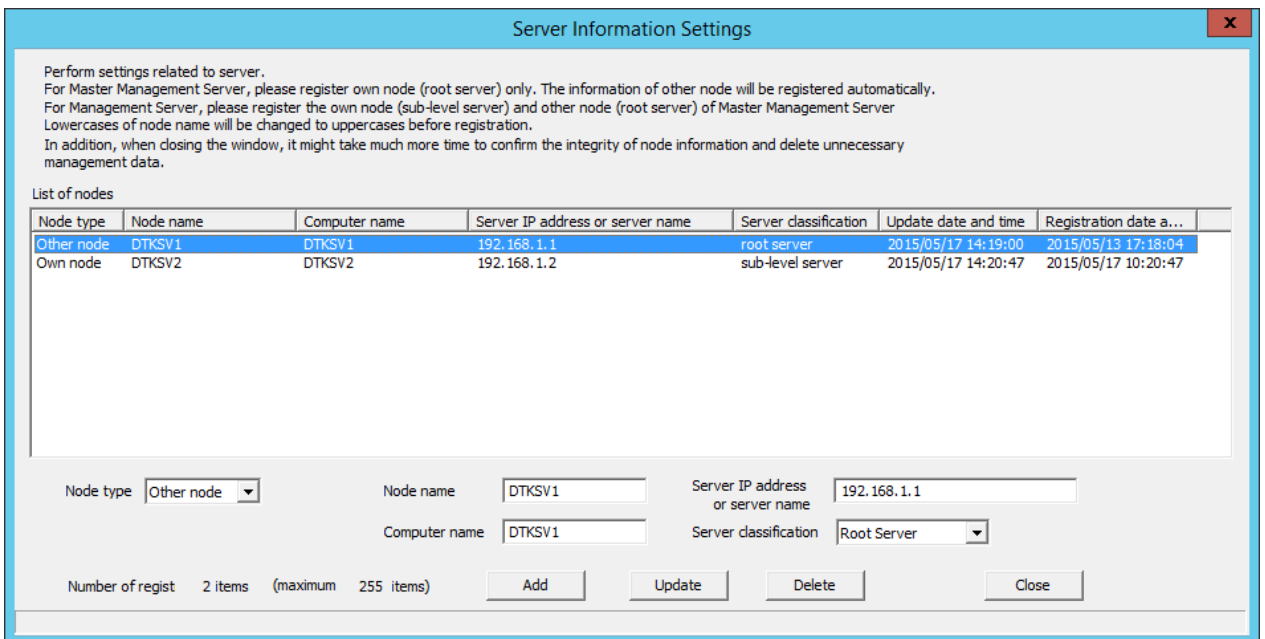 Server Information Settings
x
Perform settings related to server.
For Master Management Server, please register own node (root server) only. The information of other node will be registered automatically.
For Management Server, please register the own node (sub-level server) and other node (root server) of Master Management Server
Lowercases of node name will be changed to uppercases before registration.
In addition, when closing the window, it might take much more time to confirm the integrity of node information and delete unnecessary
management data.
List of nodes
Node type Node name Computer name Server IP address or server name Server classification Update date and time Registration date a...
Other node DTKSV1 DTKSV1 192.168.1.1 root server 2015/05/17 14:19:00 2015/05/13 17:18:04
Own node DTKSV2 DTKSV2 192.168.1.2 sub-level server 2015/05/17 14:20:47 2015/05/17 10:20:47
Node type Other node Node name DTKSV1 Server IP address
or server name 192.168.1.1
Computer name DTKSV1 Server classification Root Server
Number of regist 2 items (maximum 255 items) Add Update Delete Close